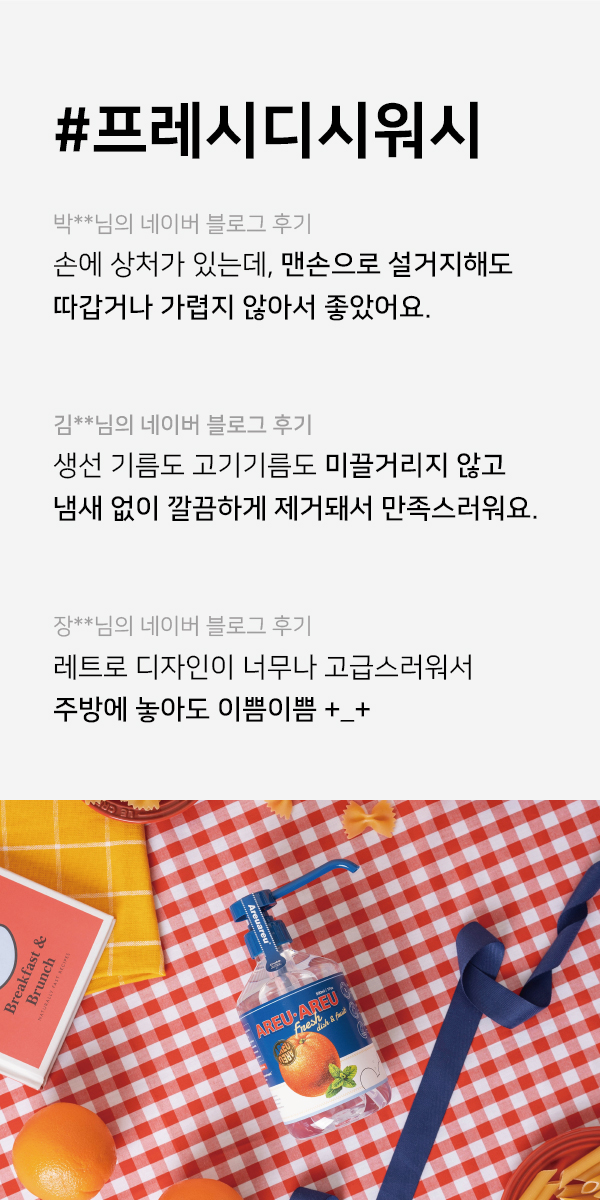 #프레시디시워시
박**님의 네이버 블로그 후기
손에 상처가 있는데, 맨손으로 설거지해도
따갑거나 가렵지 않아서 좋았어요.
김**님의 네이버 블로그 후기
생선 기름도 고기기름도 미끌거리지 않고
냄새 없이 깔끔하게 제거돼서 만족스러워요.
장**님의 네이버 블로그 후기
레트로 디자인이 너무나 고급스러워서
주방에 놓아도 이쁨이쁨 +_+
Areuareu
Breakfast &
Brunch
AREU·AREU
Fresh
dish & fruit